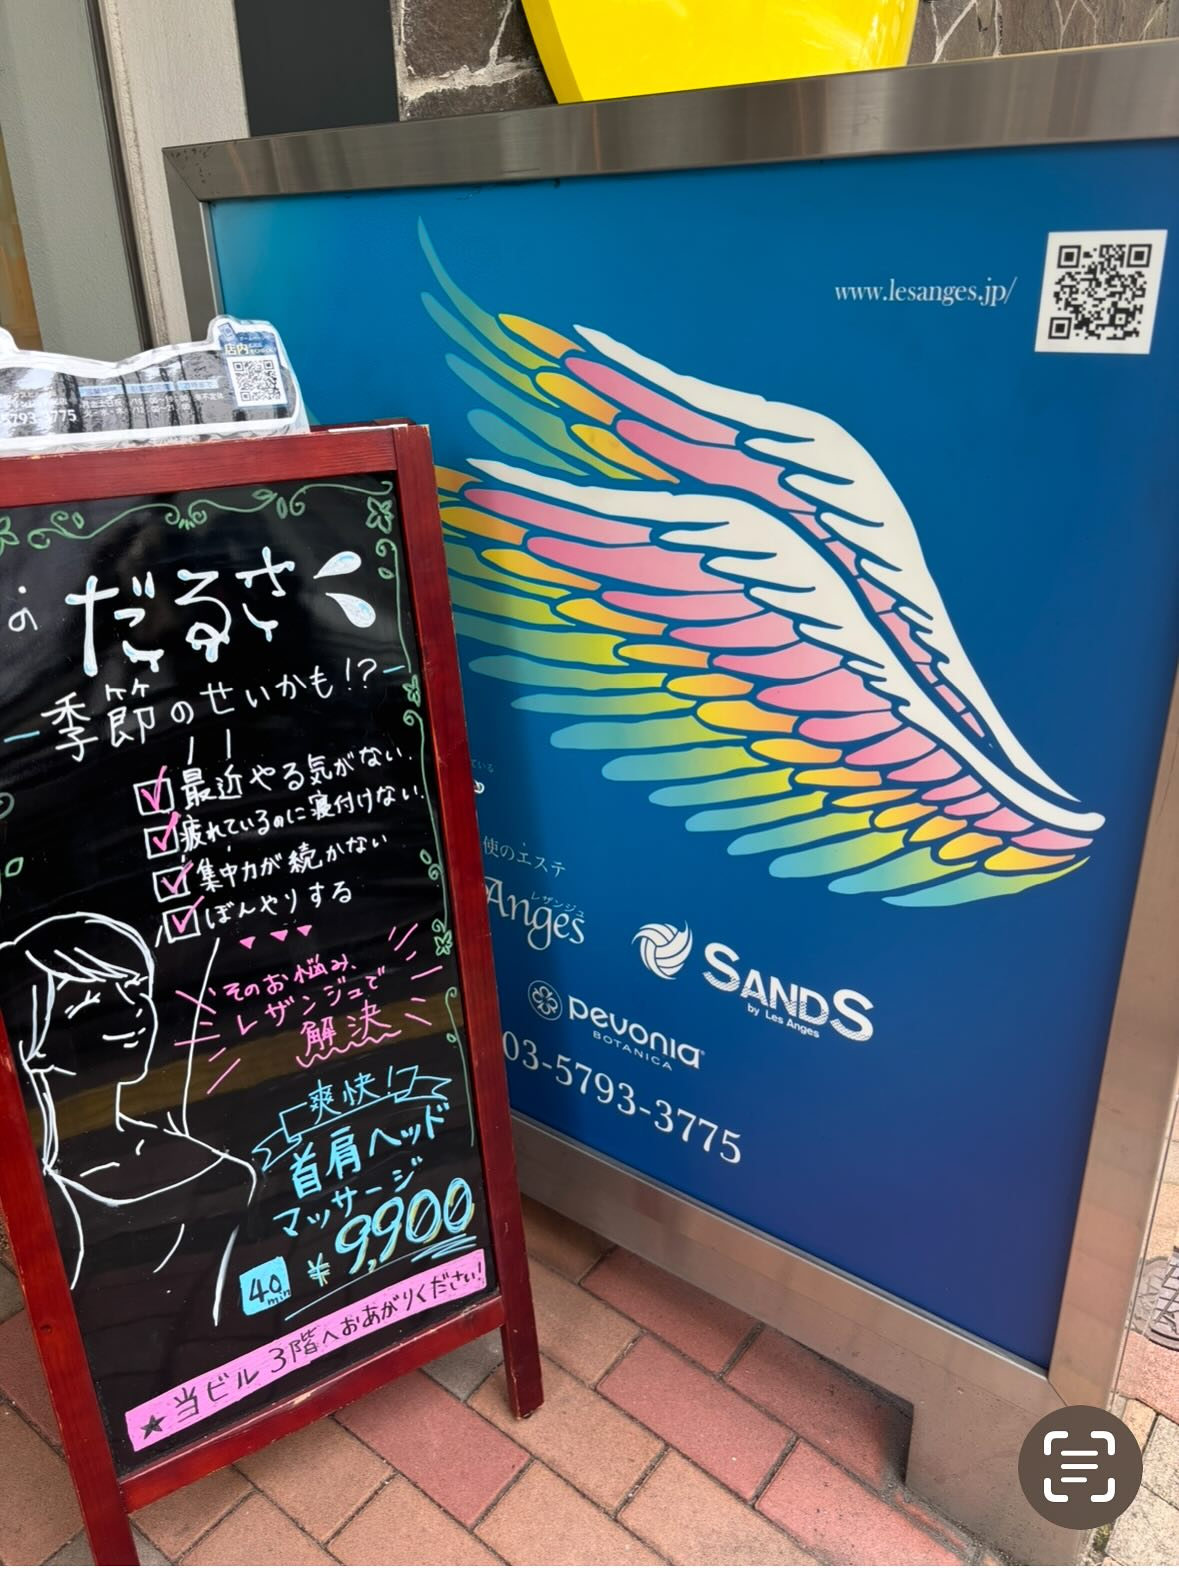 店内
5793-3775
の だるさ
季節のせいかも!?
最近やる気がない.
疲れているのに寝付けない.
集中力が続かない
ぼんやりする
そのお悩み、
レザンジュで
解決
爽快!!
首肩ヘッド
マッサージ
40min ¥9,900
★当ビル3階へおあがりください!
www.lesanges.jp/
使のエステ
レザンジュ
Anges
SANDS
by Les Anges
pevonia
BOTANICA
03-5793-3775